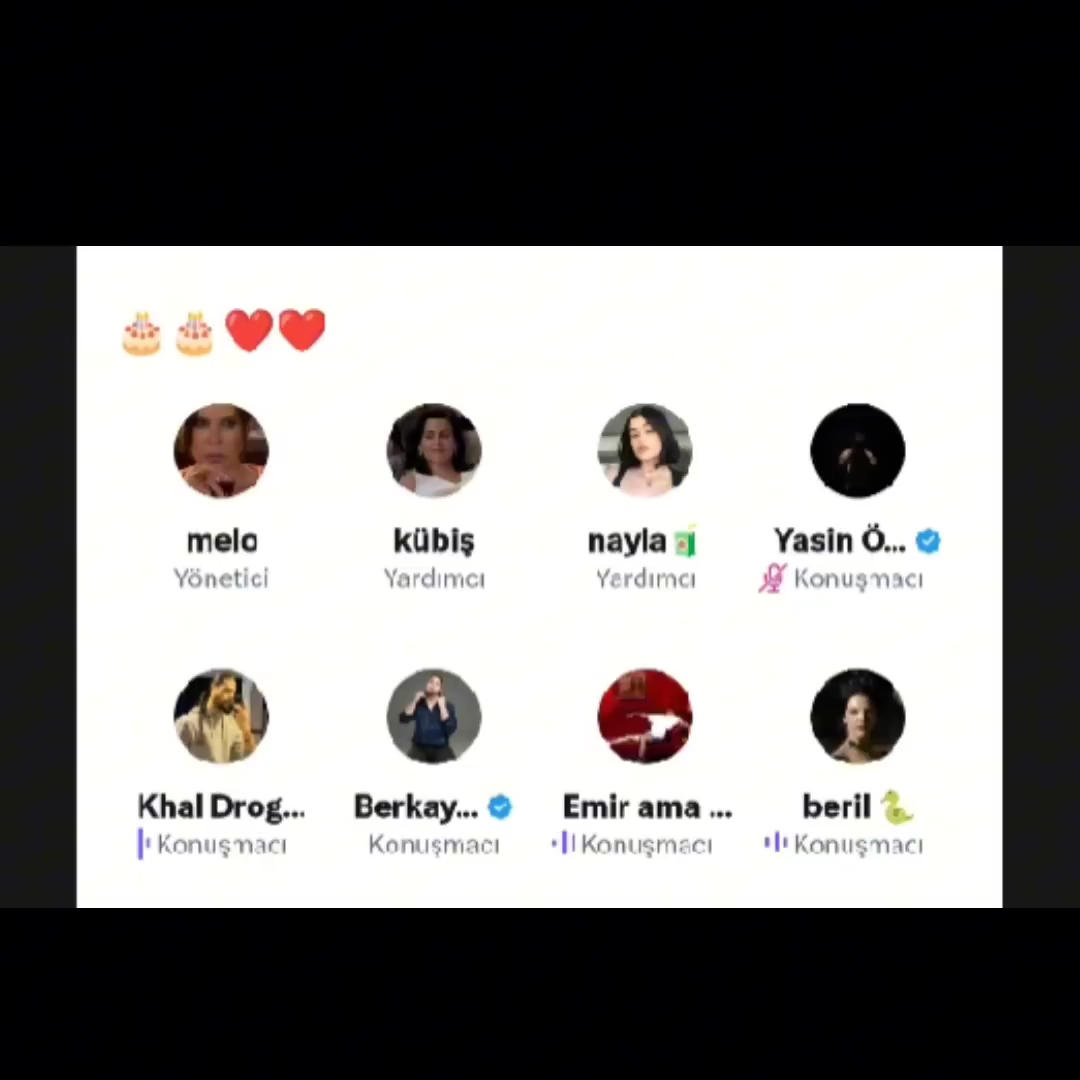 🎂🎂❤️❤️
melo kübiş nayla🧃 Yasin Ö...
Yönetici Yardımcı Yardımcı Konuşmacı
Khal Drog... Berkay... Emir ama ... beril 🐍
Konuşmacı Konuşmacı Konuşmacı Konuşmacı